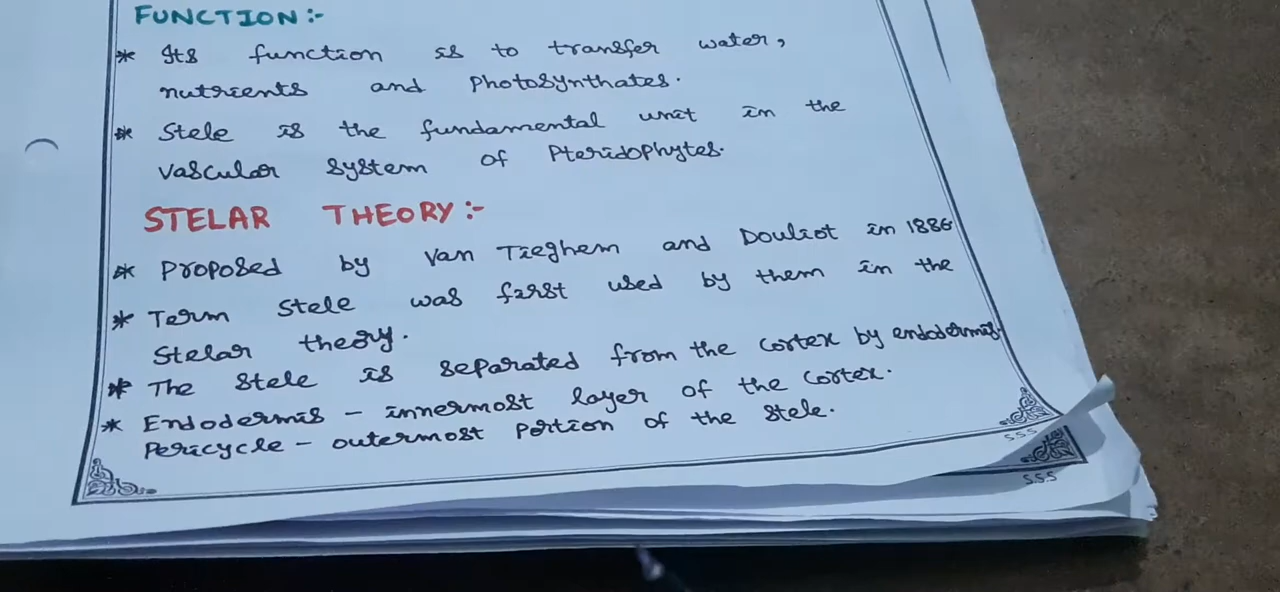 FUNCTION:-
* Its function is to transfer water,
nutrients and Photosynthates.
* Stele is the fundamental unit in the
vascular system of Pteridophytes.
STELAR THEORY:-
* Proposed by Van Tieghem and Douliot in 1886
* Term Stele was first used by them in the
Stelar theory.
* The Stele is separated from the Cortex by endodermis.
* Endodermis - innermost layer of the Cortex.
Pericycle - outermost Portion of the Stele.
S.S.S
S.S.S